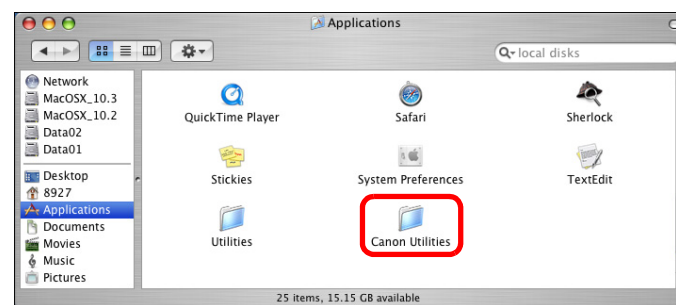 Applications
local disks
Network
MacOSX_10.3
MacOSX_10.2
Data02
Data01
Desktop
8927
Applications
Documents
Movies
Music
Pictures
QuickTime Player
Safari
Sherlock
Stickies
System Preferences
TextEdit
Utilities
Canon Utilities
25 items, 15.15 GB available